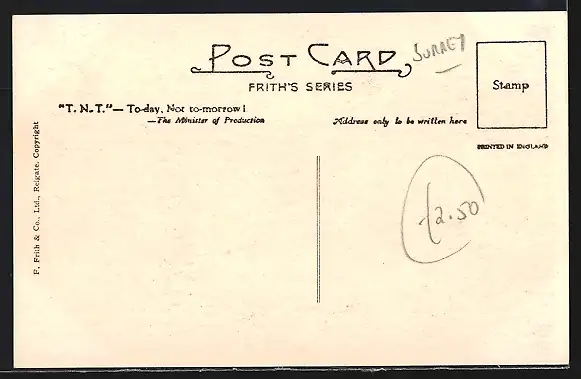 POST CARD
SURREY
FRITH'S SERIES
Stamp
"T. N. T."— To-day, Not to-morrow!
—The Minister of Production
Address only to be written here
PRINTED IN ENGLAND
F. Frith & Co., Ltd., Reigate. Copyright
£2.50